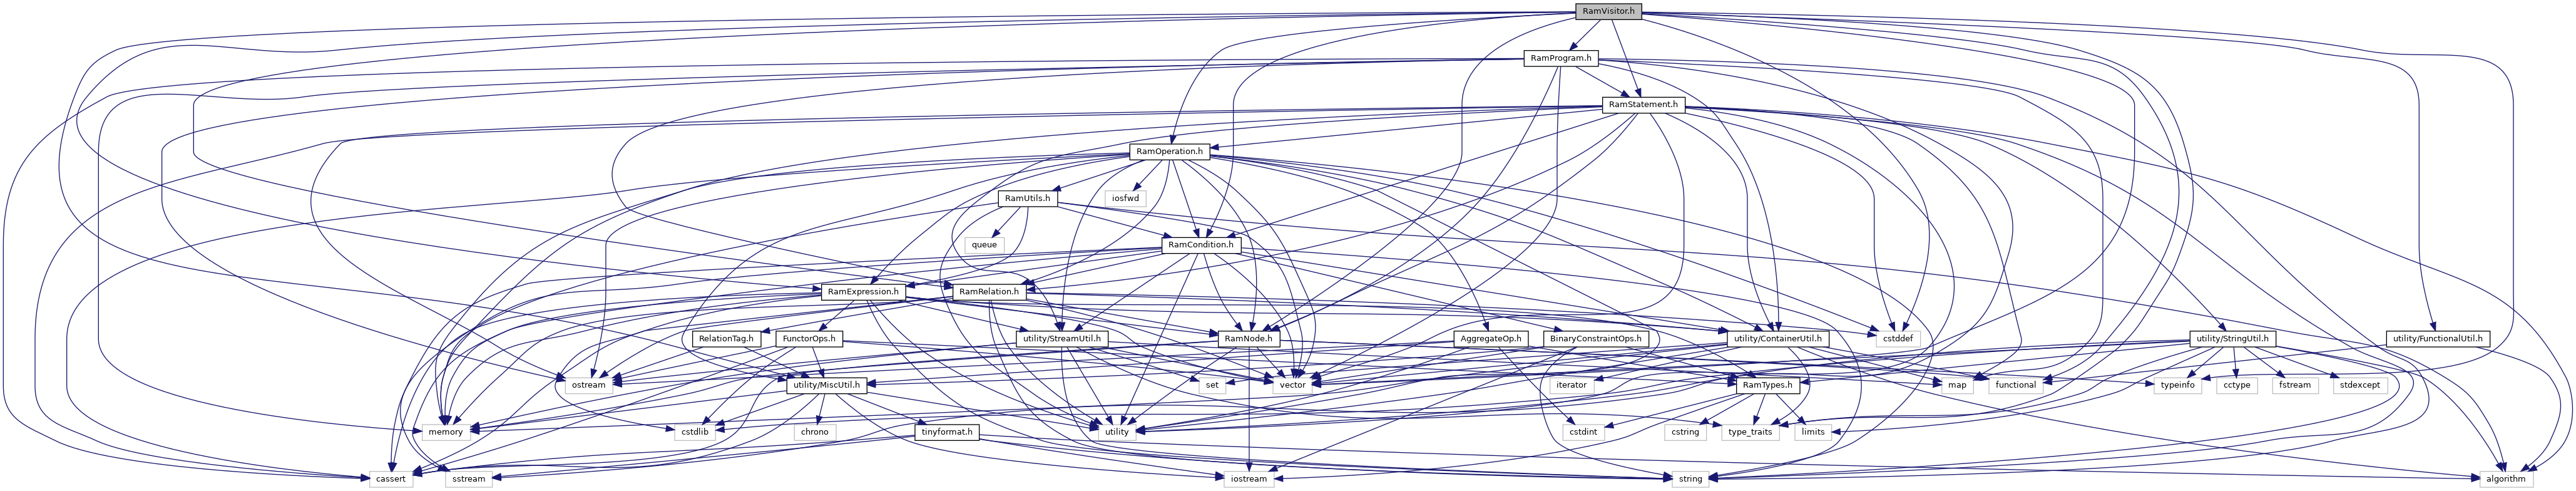 RamVisitor.h
RamProgram.h
RamStatement.h
RamOperation.h
RamUtils.h
iosfwd
queue
RamCondition.h
RamExpression.h
RamRelation.h
RelationTag.h
FunctorOps.h
utility/StreamUtil.h
RamNode.h
AggregateOp.h
BinaryConstraintOps.h
utility/ContainerUtil.h
cstddef
utility/StringUtil.h
utility/FunctionalUtil.h
ostream
utility/MiscUtil.h
set
vector
iterator
RamTypes.h
map
functional
typeinfo
cctype
fstream
stdexcept
memory
cstdlib
chrono
tinyformat.h
utility
cstdint
cstring
type_traits
limits
cassert
sstream
iostream
string
algorithm